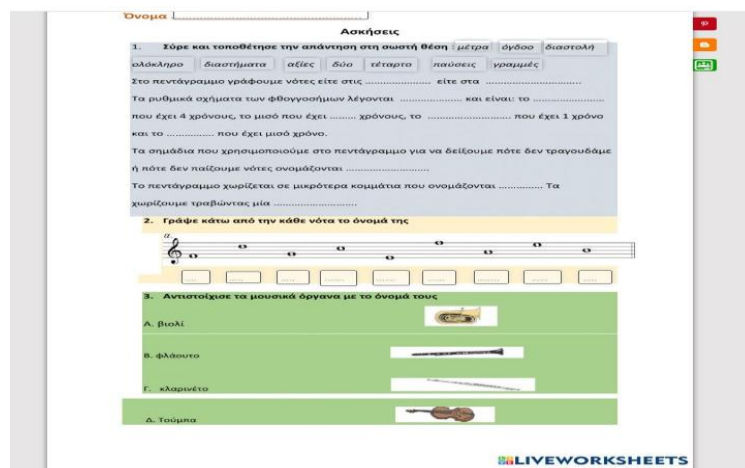 Όνομα
Ασκήσεις
1. Σύρε και τοποθέτησε την απάντηση στη σωστή θέση μέτρα όγδοο διαστολή
ολόκληρο διαστήματα αξίες δύο τέταρτο παύσεις γραμμές
Στο πεντάγραμμο γράφουμε νότες είτε στις .................... είτε στα .............................
Τα ρυθμικά σχήματα των φθογγοσήμων λέγονται ................... και είναι: το ......................
που έχει 4 χρόνους, το μισό που έχει ........ χρόνους, το .......................... που έχει 1 χρόνο
και το ............... που έχει μισό χρόνο.
Τα σημάδια που χρησιμοποιούμε στο πεντάγραμμο για να δείξουμε πότε δεν τραγουδάμε
ή πότε δεν παίζουμε νότες ονομάζονται ..........................
Το πεντάγραμμο χωρίζεται σε μικρότερα κομμάτια που ονομάζονται .............. Τα
χωρίζουμε τραβώντας μία ..........................
2. Γράψε κάτω από την κάθε νότα το όνομά της
α.
3. Αντιστοίχισε τα μουσικά όργανα με το όνομά τους
Α. βιολί
Β. φλάουτο
Γ. κλαρινέτο
Δ. Τούμπα
LIVEWORKSHEETS